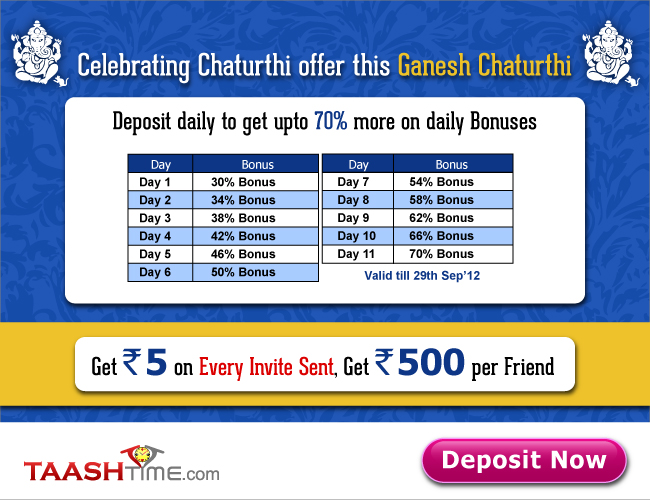 Celebrating Chaturthi offer this Ganesh Chaturthi
Deposit daily to get upto 70% more on daily Bonuses
Day Bonus
Day 1 30% Bonus
Day 2 34% Bonus
Day 3 38% Bonus
Day 4 42% Bonus
Day 5 46% Bonus
Day 6 50% Bonus
Day Bonus
Day 7 54% Bonus
Day 8 58% Bonus
Day 9 62% Bonus
Day 10 66% Bonus
Day 11 70% Bonus
Valid till 29th Sep'12
Get ₹5 on Every Invite Sent, Get ₹500 per Friend
TAASHTIME.com
Deposit Now